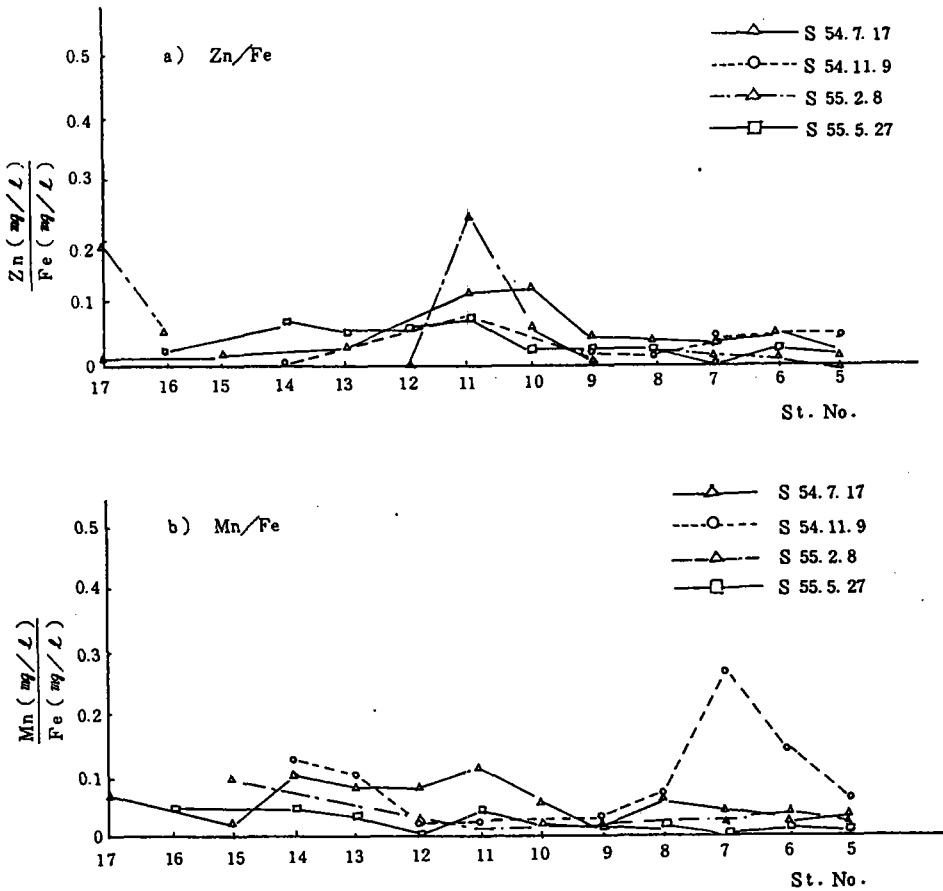 a) Zn/Fe
S 54.7.17
S 54.11.9
S 55.2.8
S 55.5.27
0.5
0.4
0.3
0.2
0.1
0
Zn(mg/ℓ)
Fe(mg/ℓ)
17 16 15 14 13 12 11 10 9 8 7 6 5
St. No.
b) Mn/Fe
S 54.7.17
S 54.11.9
S 55.2.8
S 55.5.27
0.5
0.4
0.3
0.2
0.1
0
Mn(mg/ℓ)
Fe(mg/ℓ)
17 16 15 14 13 12 11 10 9 8 7 6 5
St. No.